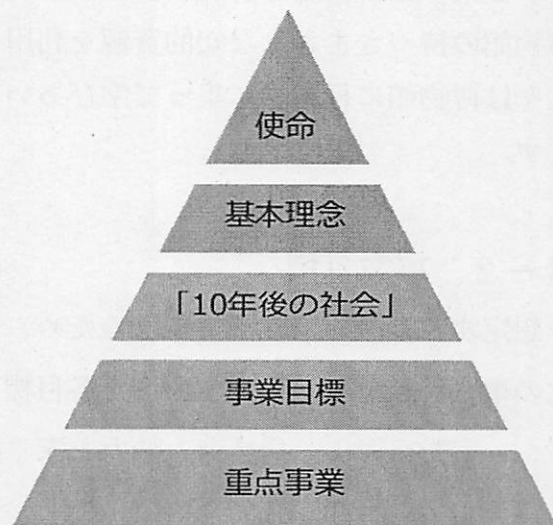 使命
基本理念
「10年後の社会」
事業目標
重点事業